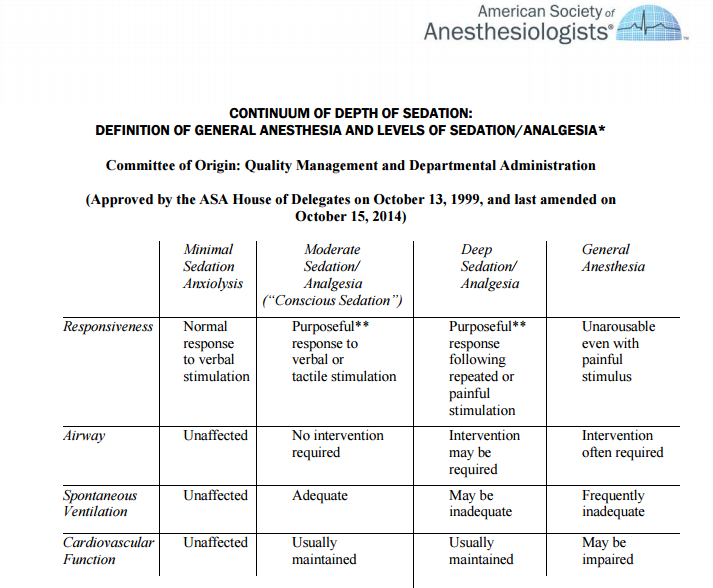 American Society of
Anesthesiologists®
CONTINUUM OF DEPTH OF SEDATION:
DEFINITION OF GENERAL ANESTHESIA AND LEVELS OF SEDATION/ANALGESIA*
Committee of Origin: Quality Management and Departmental Administration
(Approved by the ASA House of Delegates on October 13, 1999, and last amended on
October 15, 2014)
Minimal Sedation Anxiolysis
Moderate Sedation/ Analgesia ("Conscious Sedation")
Deep Sedation/ Analgesia
General Anesthesia
Responsiveness
Normal response to verbal stimulation
Purposeful** response to verbal or tactile stimulation
Purposeful** response following repeated or painful stimulation
Unarousable even with painful stimulus
Airway
Unaffected
No intervention required
Intervention may be required
Intervention often required
Spontaneous Ventilation
Unaffected
Adequate
May be inadequate
Frequently inadequate
Cardiovascular Function
Unaffected
Usually maintained
Usually maintained
May be impaired